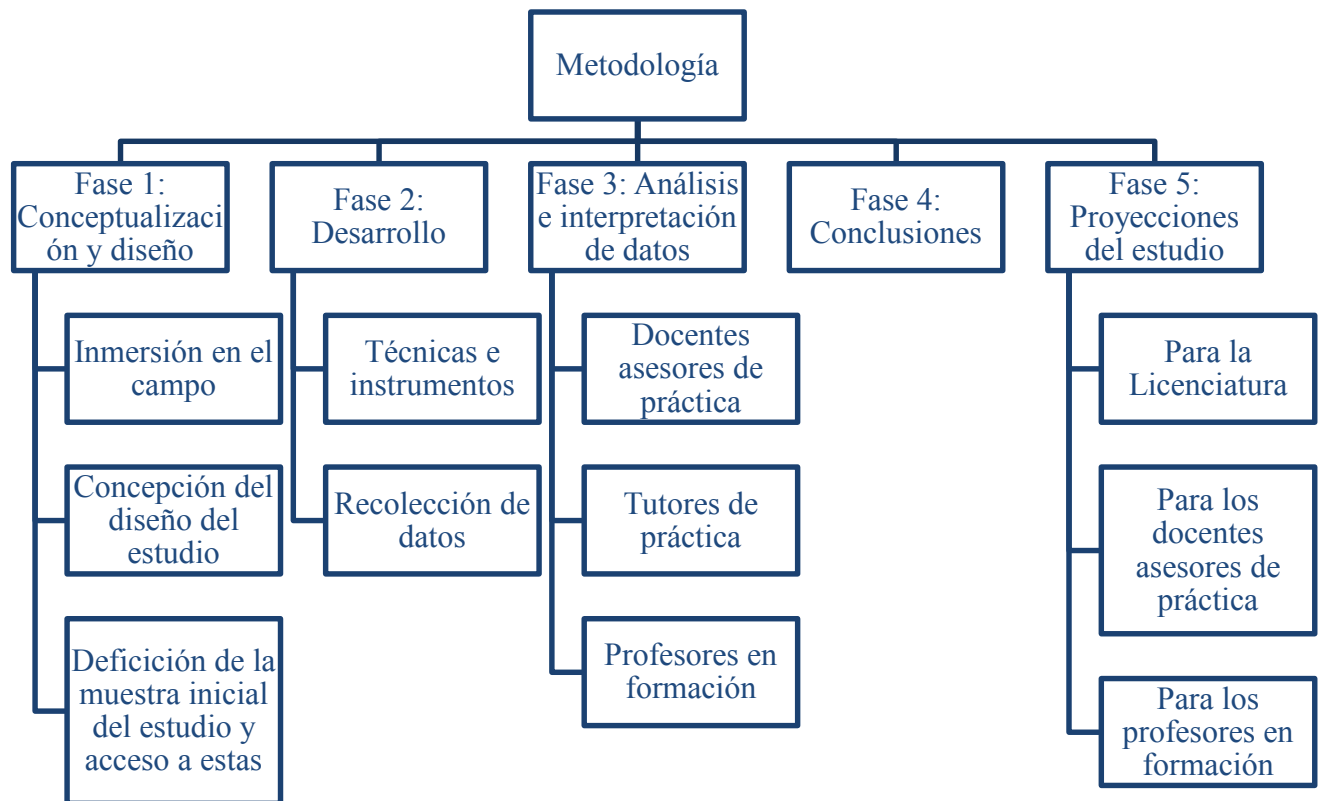 Metodología
Fase 1:
Conceptualizaci
ón y diseño
Inmersión en el
campo
Concepción del
diseño del
estudio
Deficición de la
muestra inicial
del estudio y
acceso a estas
Fase 2:
Desarrollo
Técnicas e
instrumentos
Recolección de
datos
Fase 3: Análisis
e interpretación
de datos
Docentes
asesores de
práctica
Tutores de
práctica
Profesores en
formación
Fase 4:
Conclusiones
Fase 5:
Proyecciones
del estudio
Para la
Licenciatura
Para los
docentes
asesores de
práctica
Para los
profesores en
formación